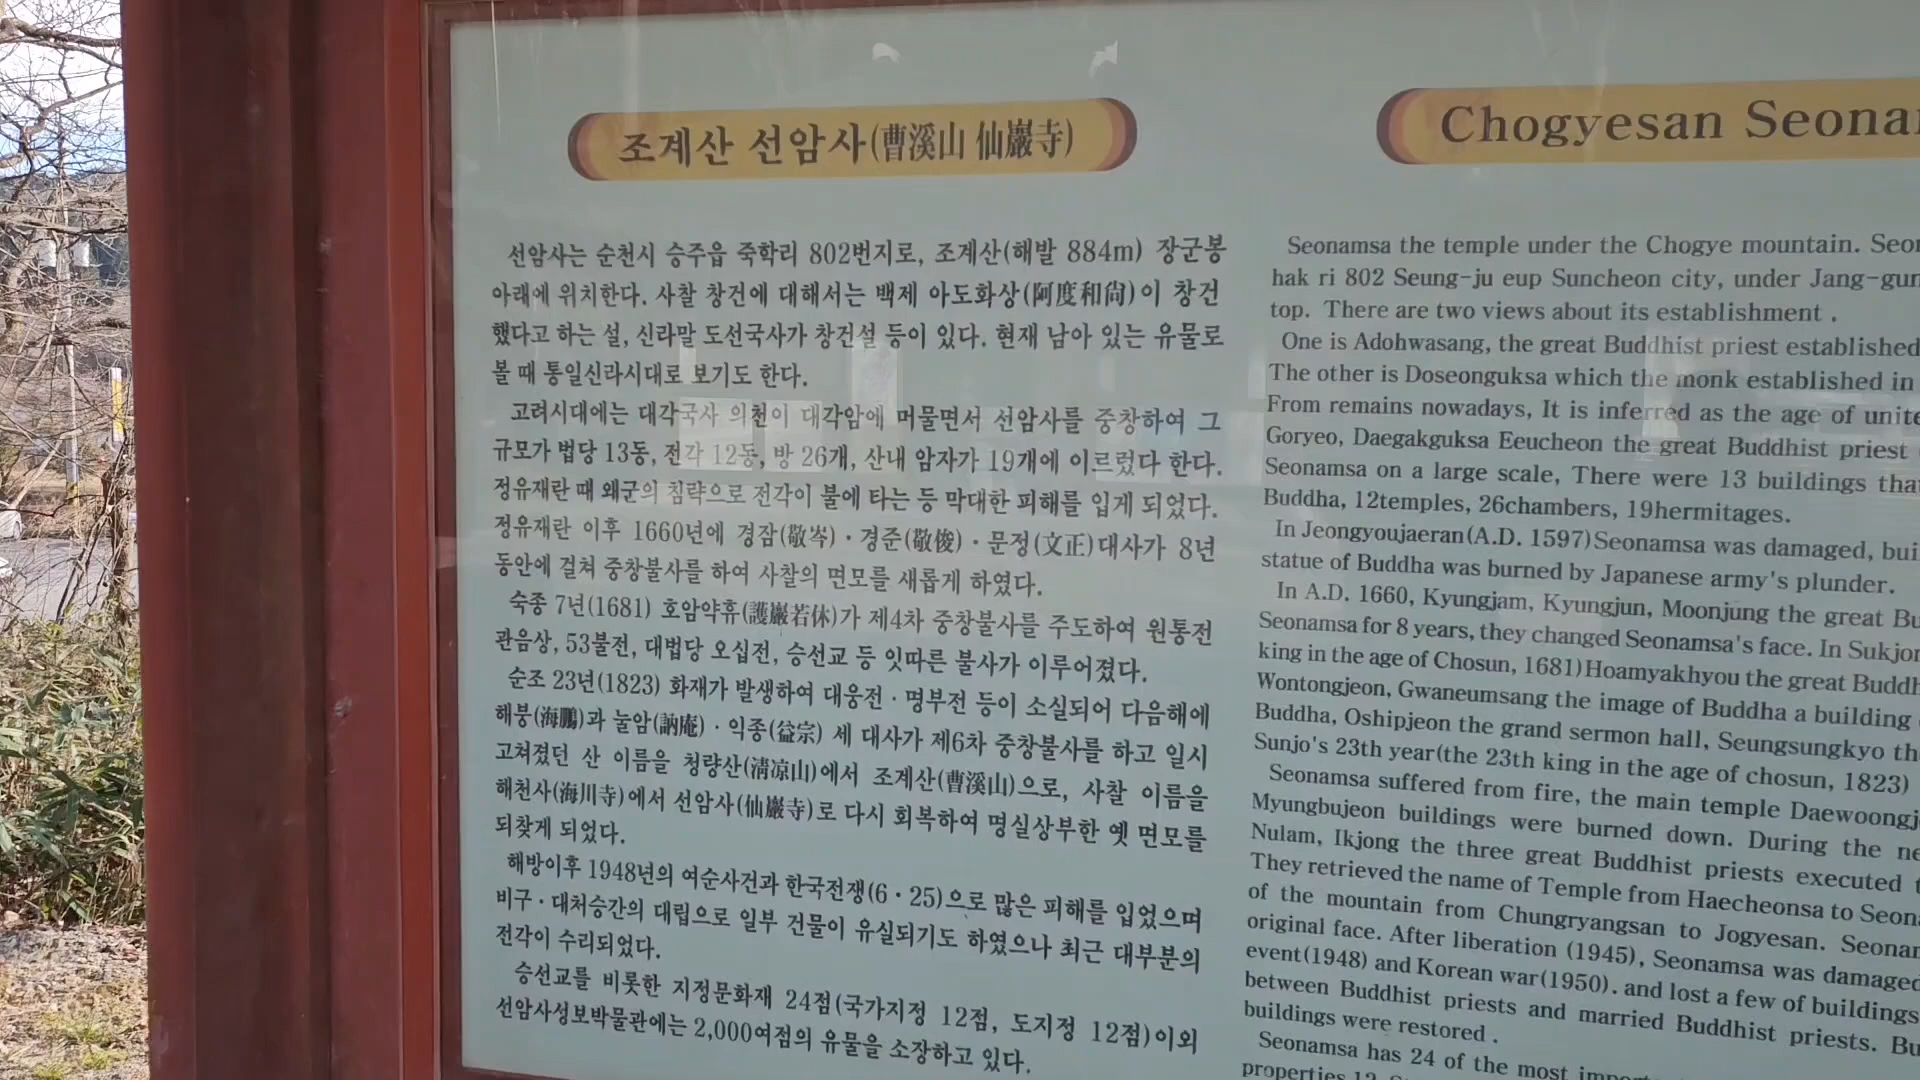 조계산 선암사(曹溪山 仙巖寺)
선암사는 순천시 승주읍 죽학리 802번지로, 조계산(해발 884m) 장군봉
아래에 위치한다. 사찰 창건에 대해서는 백제 아도화상(阿度和尙)이 창건
했다고 하는 설, 신라말 도선국사가 창건설 등이 있다. 현재 남아 있는 유물로
볼 때 통일신라시대로 보기도 한다.
고려시대에는 대각국사 의천이 대각암에 머물면서 선암사를 중창하여 그
규모가 법당 13동, 전각 12동, 방 26개, 산내 암자가 19개에 이르렀다 한다.
정유재란 때 왜군의 침략으로 전각이 불에 타는 등 막대한 피해를 입게 되었다.
정유재란 이후 1660년에 경잠(敬岑)·경준(敬俊)·문정(文正)대사가 8년
동안에 걸쳐 중창불사를 하여 사찰의 면모를 새롭게 하였다.
숙종 7년(1681) 호암약휴(護巖若休)가 제4차 중창불사를 주도하여 원통전
관음상, 53불전, 대법당 오십전, 승선교 등 잇따른 불사가 이루어졌다.
순조 23년(1823) 화재가 발생하여 대웅전·명부전 등이 소실되어 다음해에
해붕(海鵬)과 눌암(訥庵)·익종(益宗) 세 대사가 제6차 중창불사를 하고 일시
고쳐졌던 산 이름을 청량산(淸凉山)에서 조계산(曹溪山)으로, 사찰 이름을
해천사(海川寺)에서 선암사(仙巖寺)로 다시 회복하여 명실상부한 옛 면모를
되찾게 되었다.
해방이후 1948년의 여순사건과 한국전쟁(6·25)으로 많은 피해를 입었으며
비구·대처승간의 대립으로 일부 건물이 유실되기도 하였으나 최근 대부분의
전각이 수리되었다.
승선교를 비롯한 지정문화재 24점(국가지정 12점, 도지정 12점)이외
선암사성보박물관에는 2,000여점의 유물을 소장하고 있다.
Chogyesan Seona
Seonamsa the temple under the Chogye mountain. Seo
hak ri 802 Seung-ju eup Suncheon city, under Jang-gun
top. There are two views about its establishment .
One is Adohwasang, the great Buddhist priest established
The other is Doseonguksa which the monk established in
From remains nowadays, It is inferred as the age of unite
Goryeo, Daegakguksa Eeucheon the great Buddhist priest
Seonamsa on a large scale, There were 13 buildings that
Buddha, 12temples, 26chambers, 19hermitages.
In Jeongyoujaeran(A.D. 1597)Seonamsa was damaged, bui
statue of Buddha was burned by Japanese army's plunder.
In A.D. 1660, Kyungjam, Kyungjun, Moonjung the great Bu
Seonamsa for 8 years, they changed Seonamsa's face. In Sukjon
king in the age of Chosun, 1681)Hoamyakhyou the great Buddh
Wontongjeon, Gwaneumsang the image of Buddha a building
Buddha, Oshipjeon the grand sermon hall, Seungsungkyo th
Sunjo's 23th year(the 23th king in the age of chosun, 1823)
Seonamsa suffered from fire, the main temple Daewoongj
Myungbujeon buildings were burned down. During the ne
Nulam, Ikjong the three great Buddhist priests executed t
They retrieved the name of Temple from Haecheonsa to Seon
of the mountain from Chungryangsan to Jogyesan. Seonam
original face. After liberation (1945), Seonamsa was damaged
event(1948) and Korean war(1950). and lost a few of buildings
between Buddhist priests and married Buddhist priests. Bu
buildings were restored .
Seonamsa has 24 of the most
properties 12